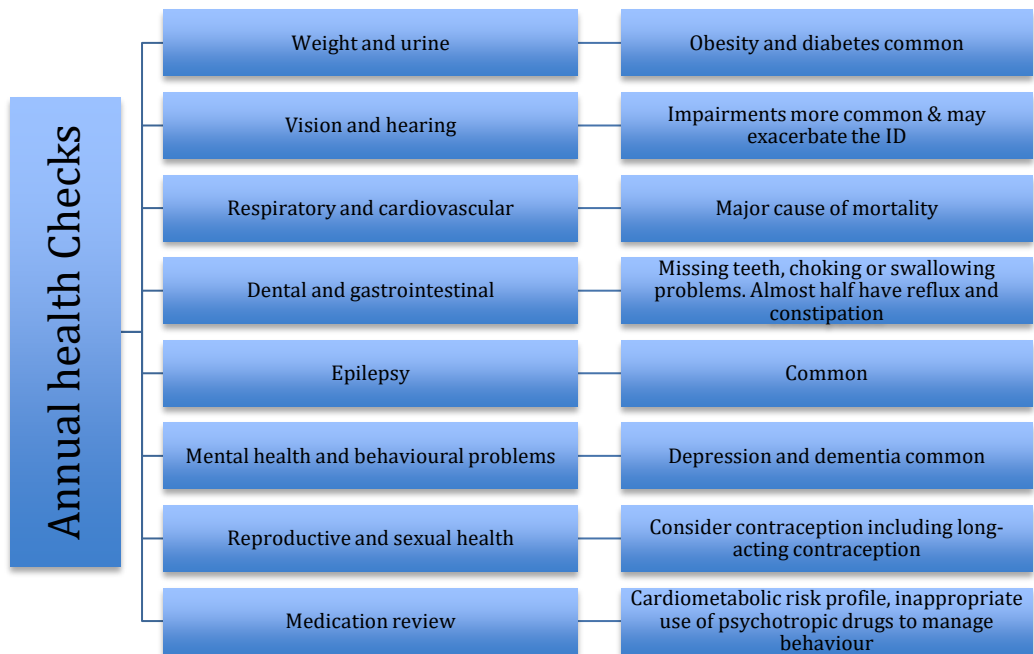 Annual health Checks
Weight and urine
Obesity and diabetes common
Vision and hearing
Impairments more common & may
exacerbate the ID
Respiratory and cardiovascular
Major cause of mortality
Dental and gastrointestinal
Missing teeth, choking or swallowing
problems. Almost half have reflux and
constipation
Epilepsy
Common
Mental health and behavioural problems
Depression and dementia common
Reproductive and sexual health
Consider contraception including long-
acting contraception
Medication review
Cardiometabolic risk profile, inappropriate
use of psychotropic drugs to manage
behaviour